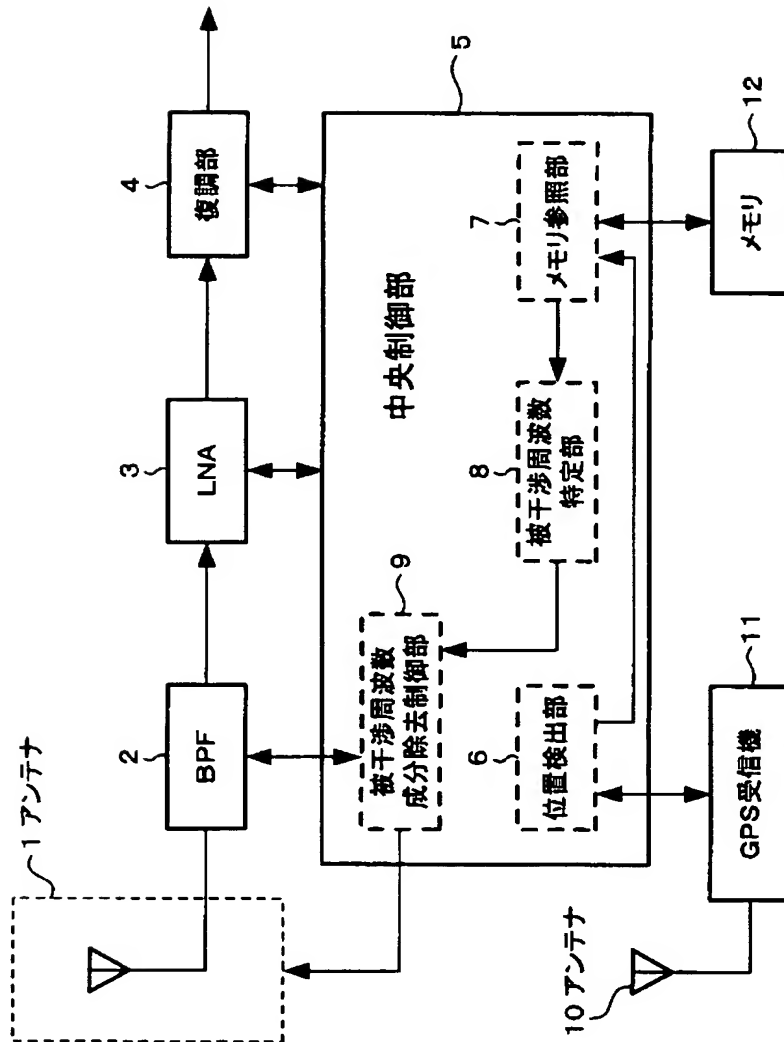 1 アンテナ
2
BPF
3
LNA
4
復調部
5
中央制御部
9
被干渉周波数
成分除去制御部
8
被干渉周波数
特定部
7
メモリ参照部
6
位置検出部
10 アンテナ
11
GPS受信機
12
メモリ